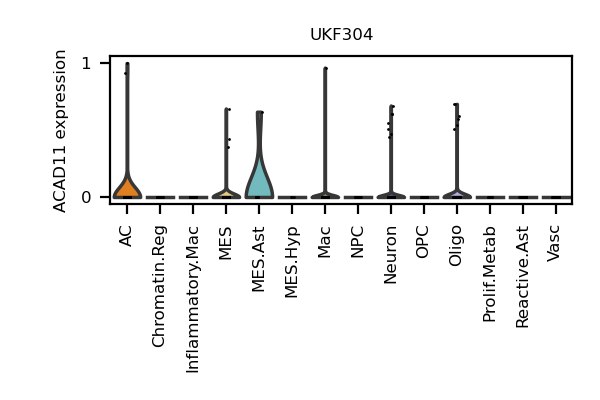 UKF304
ACAD11 expression
1
0
AC
Chromatin.Reg
Inflammatory.Mac
MES
MES.Ast
MES.Hyp
Mac
NPC
Neuron
OPC
Oligo
Prolif.Metab
Reactive.Ast
Vasc